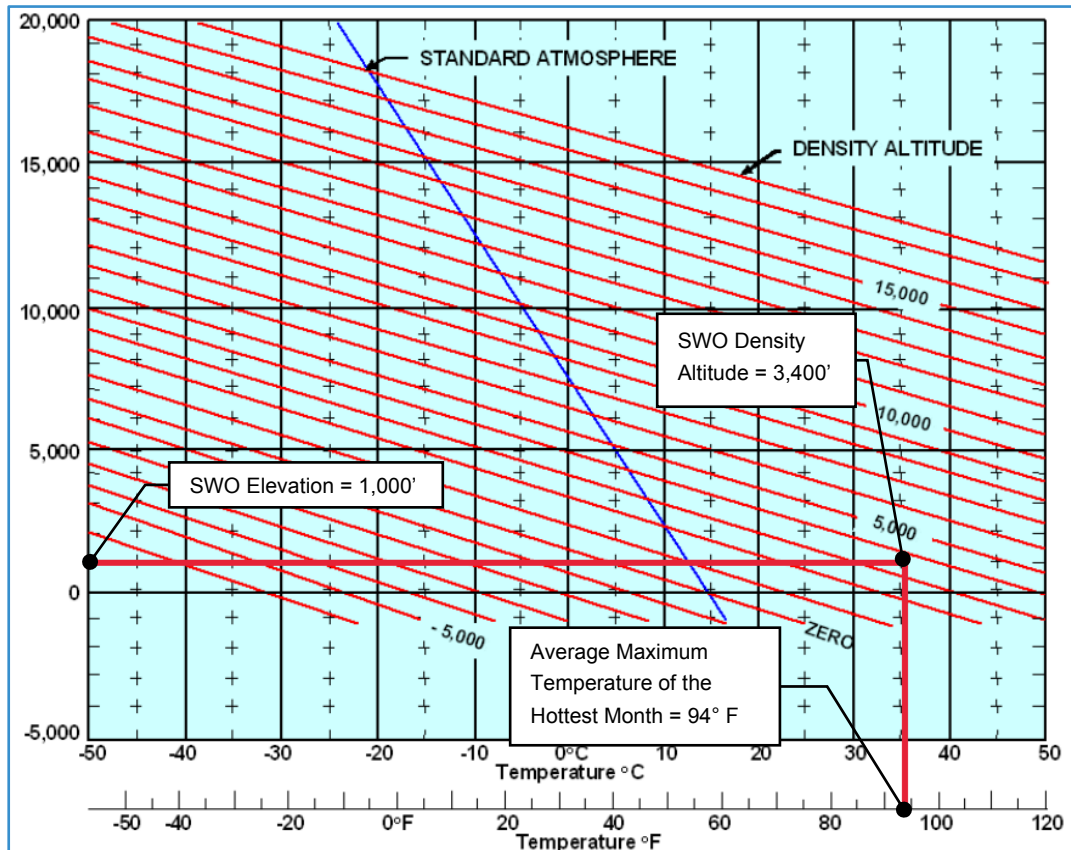 20,000
STANDARD ATMOSPHERE
DENSITY ALTITUDE
15,000
15,000
10,000
SWO Density
Altitude = 3,400’
10,000
5,000
SWO Elevation = 1,000’
5,000
0
- 5,000
ZERO
Average Maximum
Temperature of the
Hottest Month = 94° F
-5,000
-50 -40 -30 -20 -10 0°C 10 20 30 40 50
Temperature °C
-50 -40 -20 0°F 20 40 60 80 100 120
Temperature °F